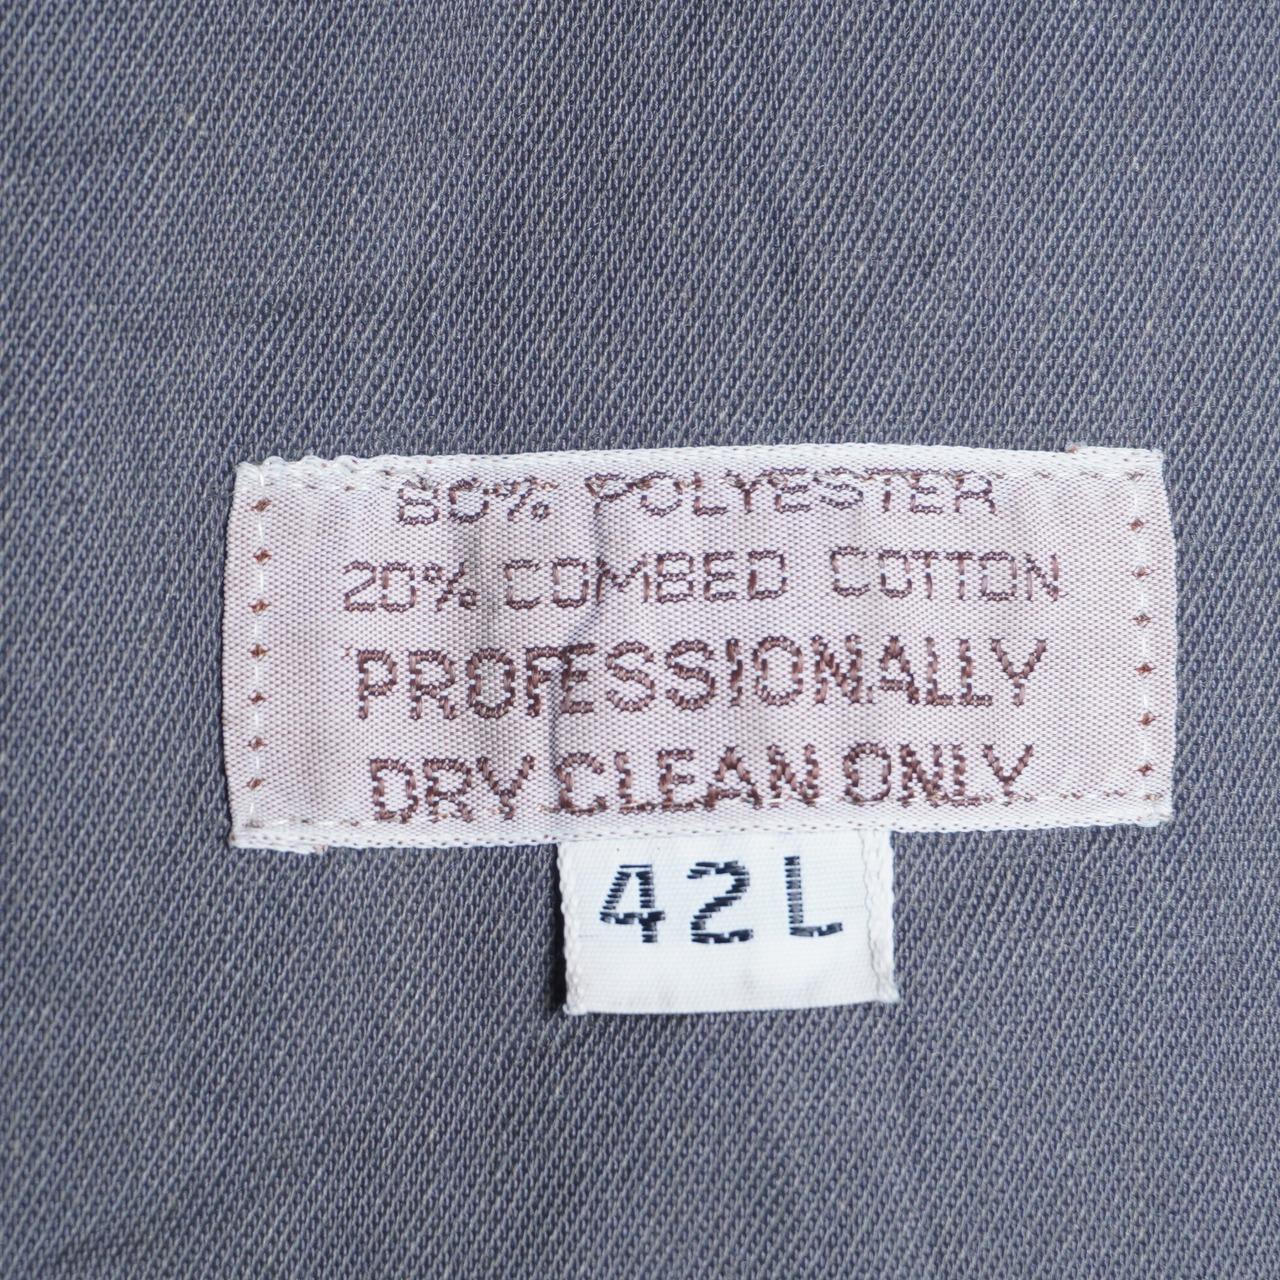 80% POLYESTER
20% COMBED COTTON
PROFESSIONALLY
DRY CLEAN ONLY
42L